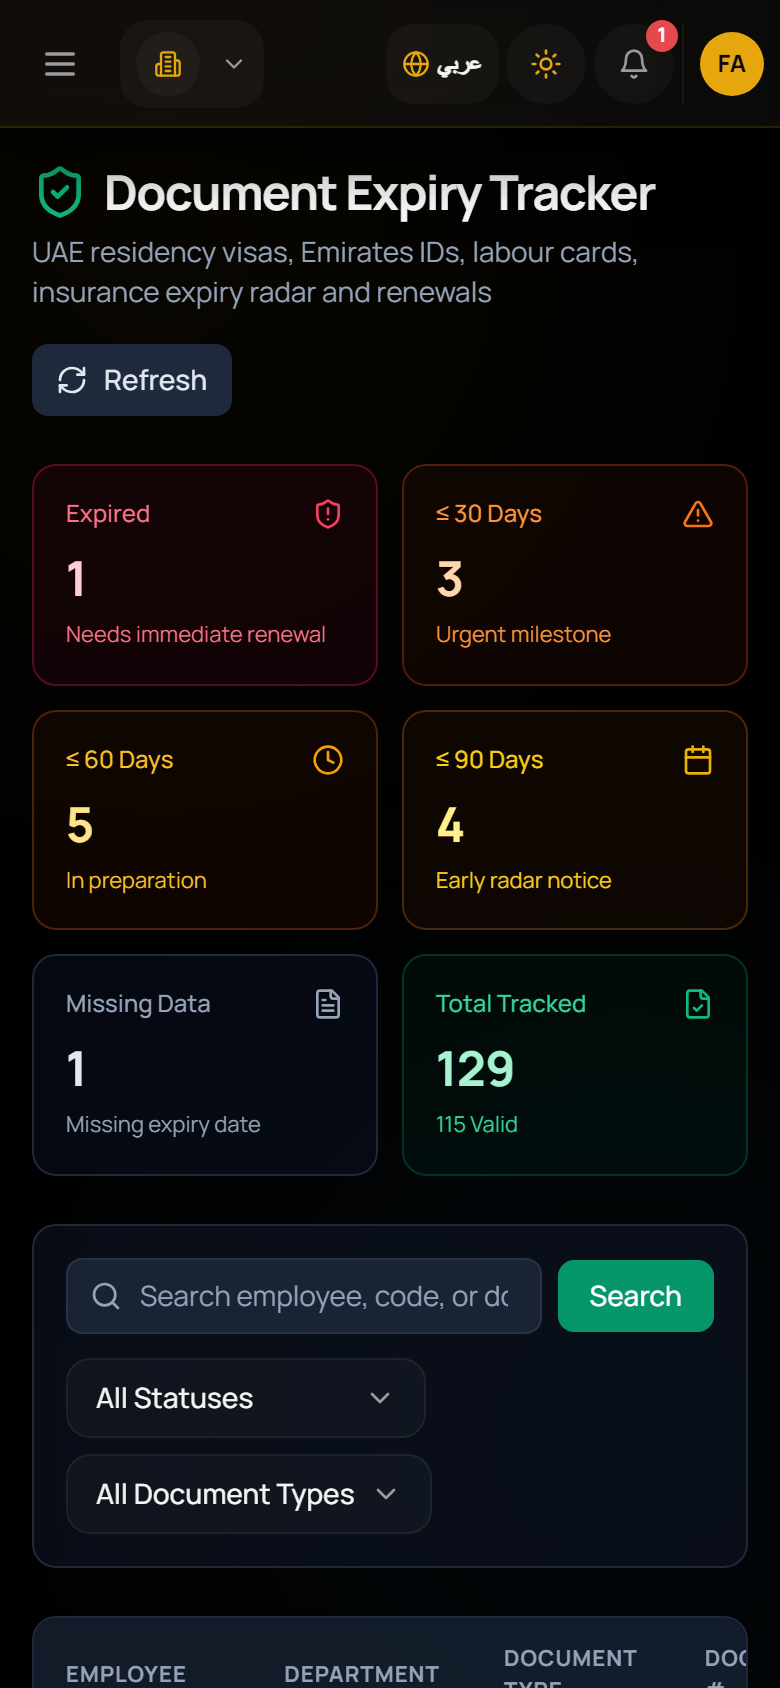 عربي
1
FA
Document Expiry Tracker
UAE residency visas, Emirates IDs, labour cards,
insurance expiry radar and renewals
Refresh
Expired
1
Needs immediate renewal
≤ 30 Days
3
Urgent milestone
≤ 60 Days
5
In preparation
≤ 90 Days
4
Early radar notice
Missing Data
1
Missing expiry date
Total Tracked
129
115 Valid
Search employee, code, or do
Search
All Statuses
All Document Types
EMPLOYEE
DEPARTMENT
DOCUMENT
TYPE
DOC
#